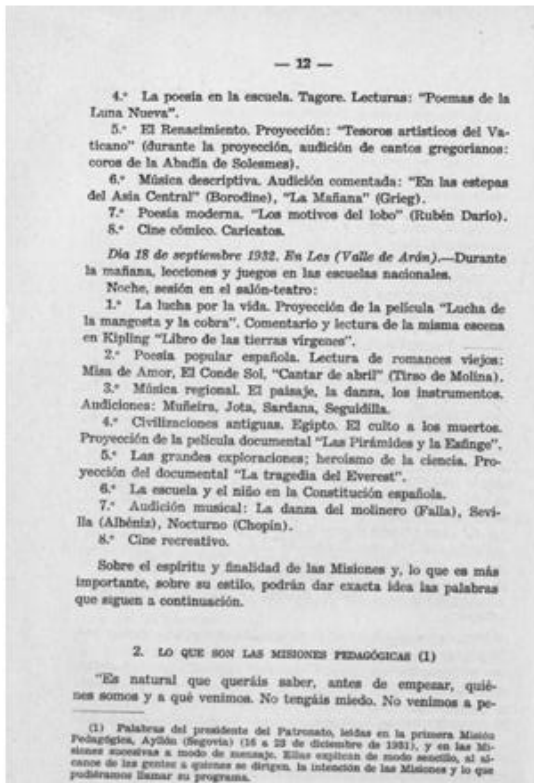 — 12 —
4.º La poesía en la escuela. Tagore. Lecturas: "Poemas de la
Luna Nueva".
5.º El Renacimiento. Proyección: "Tesoros artísticos del Va-
ticano" (durante la proyección, audición de cantos gregorianos:
coros de la Abadía de Solesmes).
6.º Música descriptiva. Audición comentada: "En las estepas
del Asia Central" (Borodine), "La Mañana" (Grieg).
7.º Poesía moderna. "Los motivos del lobo" (Rubén Darío).
8.º Cine cómico. Caricatos.
Día 18 de septiembre 1932. En Les (Valle de Arán).—Durante
la mañana, lecciones y juegos en las escuelas nacionales.
Noche, sesión en el salón-teatro:
1.º La lucha por la vida. Proyección de la película "Lucha de
la mangosta y la cobra". Comentario y lectura de la misma escena
en Kipling "Libro de las tierras vírgenes".
2.º Poesía popular española. Lectura de romances viejos:
Misa de Amor, El Conde Sol, "Cantar de abril" (Tirso de Molina).
3.º Música regional. El paisaje, la danza, los instrumentos.
Audiciones: Muñeira, Jota, Sardana, Seguidilla.
4.º Civilizaciones antiguas. Egipto. El culto a los muertos.
Proyección de la película documental "Las Pirámides y la Esfinge".
5.º Las grandes exploraciones; heroísmo de la ciencia. Pro-
yección del documental "La tragedia del Everest".
6.º La escuela y el niño en la Constitución española.
7.º Audición musical: La danza del molinero (Falla), Sevi-
lla (Albéniz), Nocturno (Chopin).
8.º Cine recreativo.
Sobre el espíritu y finalidad de las Misiones y, lo que es más
importante, sobre su estilo, podrán dar exacta idea las palabras
que siguen a continuación.
2. LO QUE SON LAS MISIONES PEDAGÓGICAS (1)
"Es natural que queráis saber, antes de empezar, quié-
nes somos y a qué venimos. No tengáis miedo. No venimos a pe-
(1) Palabras del presidente del Patronato, leídas en la primera Misión
Pedagógica, Ayllón (Segovia) (16 a 23 de diciembre de 1931), y en las Mi-
siones sucesivas a modo de mensaje. Ellas explican de modo sencillo, al al-
cance de las gentes a quienes se dirigen, la intención de las Misiones y lo que
pudiéramos llamar su programa.